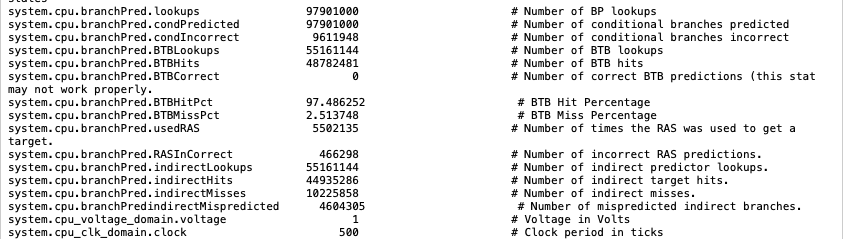 system.cpu.branchPred.lookups 97901000 # Number of BP lookups
system.cpu.branchPred.condPredicted 97901000 # Number of conditional branches predicted
system.cpu.branchPred.condIncorrect 9611948 # Number of conditional branches incorrect
system.cpu.branchPred.BTBLookups 55161144 # Number of BTB lookups
system.cpu.branchPred.BTBHits 48782481 # Number of BTB hits
system.cpu.branchPred.BTBCorrect 0 # Number of correct BTB predictions (this stat
may not work properly.
system.cpu.branchPred.BTBHitPct 97.486252 # BTB Hit Percentage
system.cpu.branchPred.BTBMissPct 2.513748 # BTB Miss Percentage
system.cpu.branchPred.usedRAS 5502135 # Number of times the RAS was used to get a
target.
system.cpu.branchPred.RASInCorrect 466298 # Number of incorrect RAS predictions.
system.cpu.branchPred.indirectLookups 55161144 # Number of indirect predictor lookups.
system.cpu.branchPred.indirectHits 44935286 # Number of indirect target hits.
system.cpu.branchPred.indirectMisses 10225858 # Number of indirect misses.
system.cpu.branchPredindirectMispredicted 4604305 # Number of mispredicted indirect branches.
system.cpu_voltage_domain.voltage 1 # Voltage in Volts
system.cpu_clk_domain.clock 500 # Clock period in ticks